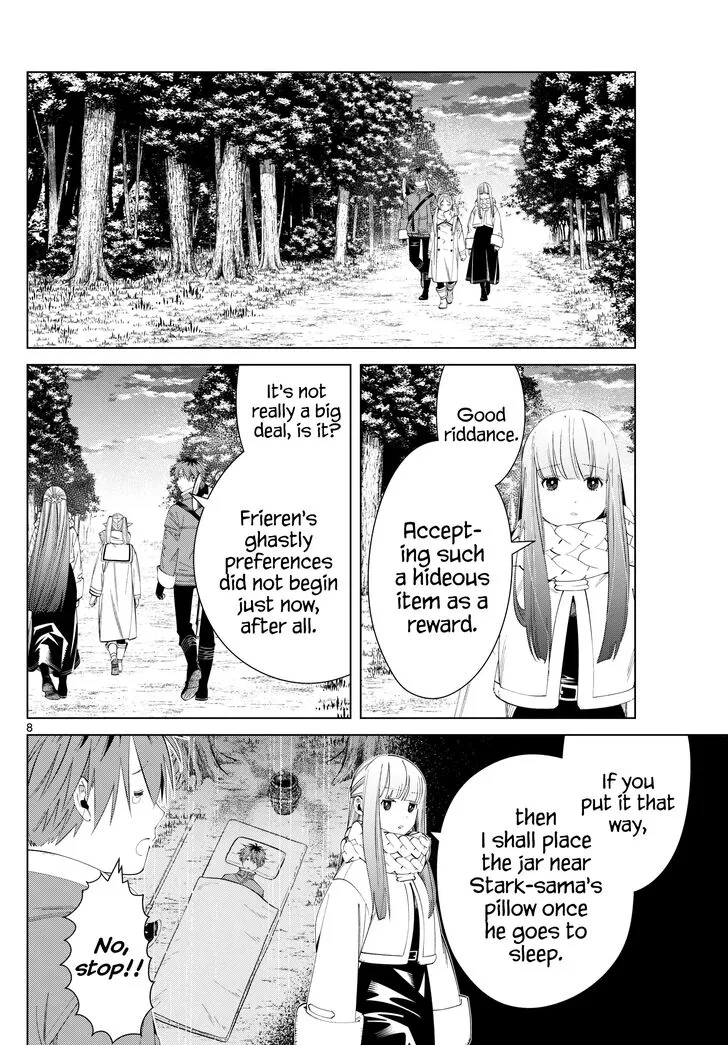 Good
riddance.
Accept-
ing such
a hideous
item as a
reward.
It's not
really a big
deal, is it?
Frieren's
ghastly
preferences
did not begin
just now,
after all.
8
If you
put it that
way,
then
I shall place
the jar near
Stark-sama's
pillow once
he goes to
sleep.
No,
stop!!